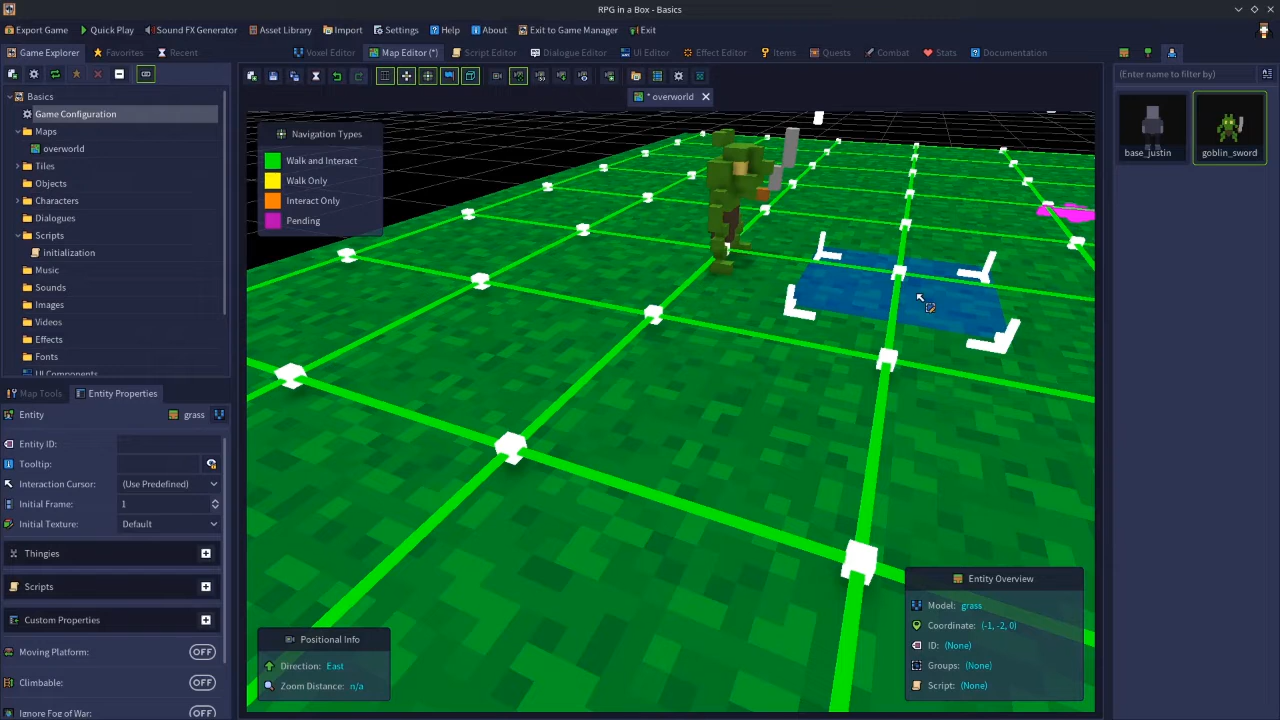 RPG in a Box - Basics
Export Game Quick Play Sound FX Generator Asset Library Import Settings Help About Exit to Game Manager Exit
Game Explorer Favorites Recent Voxel Editor Map Editor (*) Script Editor Dialogue Editor UI Editor Effect Editor Items Quests Combat Stats Documentation
(Enter name to filter by)
* overworld
Basics
Game Configuration
Maps
overworld
Tiles
Objects
Characters
Dialogues
Scripts
initialization
Music
Sounds
Images
Videos
Effects
Fonts
UI Components
Navigation Types
Walk and Interact
Walk Only
Interact Only
Pending
base_justin
goblin_sword
Map Tools Entity Properties
Entity grass
Entity ID:
Tooltip:
Interaction Cursor: (Use Predefined)
Initial Frame: 1
Initial Texture: Default
Thingies
Scripts
Custom Properties
Moving Platform: OFF
Climbable: OFF
Ignore Fog of War: OFF
Positional Info
Direction: East
Zoom Distance: n/a
Entity Overview
Model: grass
Coordinate: (-1, -2, 0)
ID: (None)
Groups: (None)
Script: (None)